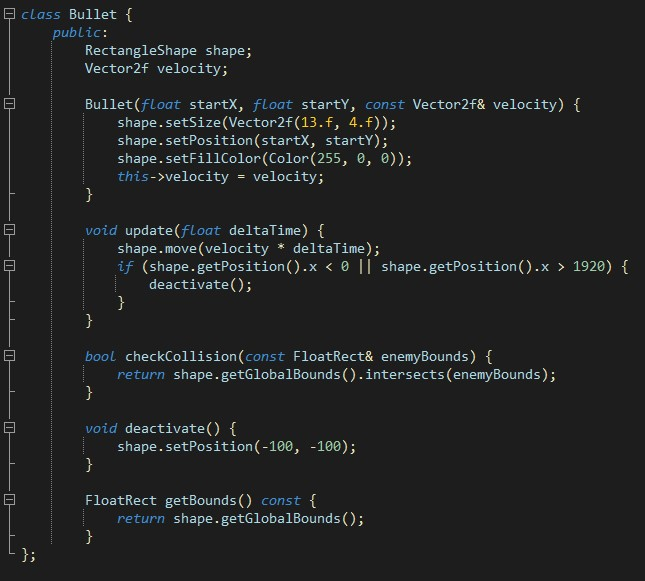 class Bullet {
    public:
        RectangleShape shape;
        Vector2f velocity;

        Bullet(float startX, float startY, const Vector2f& velocity) {
            shape.setSize(Vector2f(13.f, 4.f));
            shape.setPosition(startX, startY);
            shape.setFillColor(Color(255, 0, 0));
            this->velocity = velocity;
        }

        void update(float deltaTime) {
            shape.move(velocity * deltaTime);
            if (shape.getPosition().x < 0 || shape.getPosition().x > 1920) {
                deactivate();
            }
        }

        bool checkCollision(const FloatRect& enemyBounds) {
            return shape.getGlobalBounds().intersects(enemyBounds);
        }

        void deactivate() {
            shape.setPosition(-100, -100);
        }

        FloatRect getBounds() const {
            return shape.getGlobalBounds();
        }
};